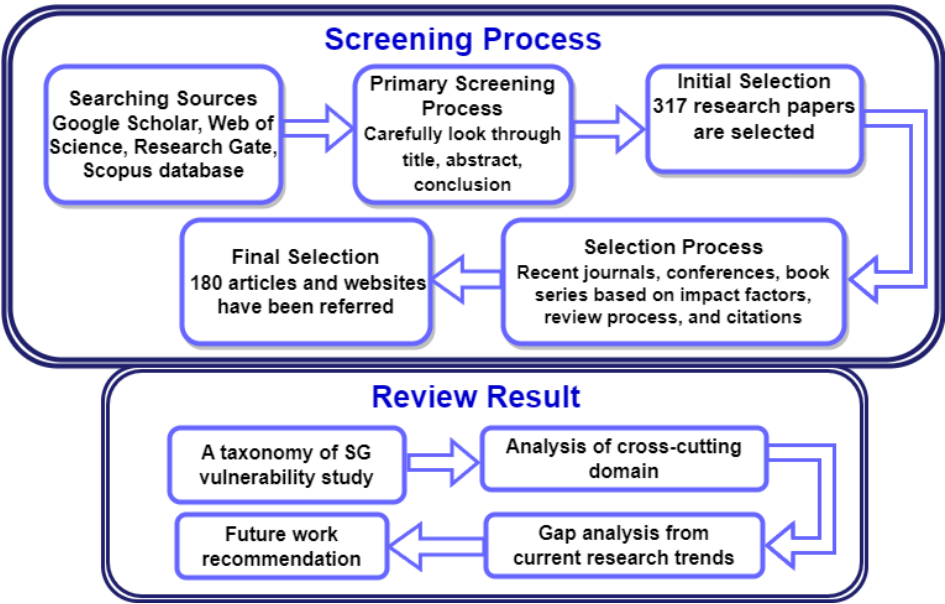 Screening Process
Searching Sources
Google Scholar, Web of
Science, Research Gate,
Scopus database
Primary Screening
Process
Carefully look through
title, abstract,
conclusion
Initial Selection
317 research papers
are selected
Selection Process
Recent journals, conferences, book
series based on impact factors,
review process, and citations
Final Selection
180 articles and websites
have been referred
Review Result
A taxonomy of SG
vulnerability study
Analysis of cross-cutting
domain
Gap analysis from
current research trends
Future work
recommendation